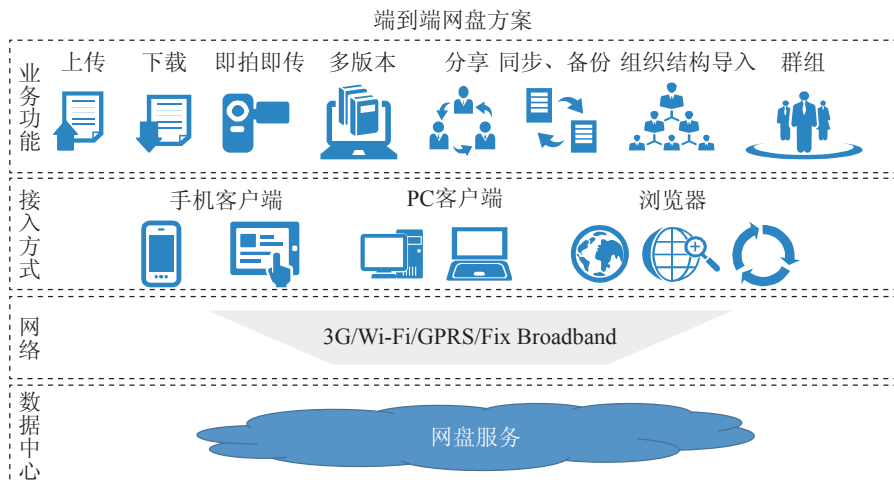 端到端网盘方案
业务功能
上传 下载 即拍即传 多版本 分享 同步、备份 组织结构导入 群组
接入方式
手机客户端 PC客户端 浏览器
网络
3G/Wi-Fi/GPRS/Fix Broadband
数据中心
网盘服务